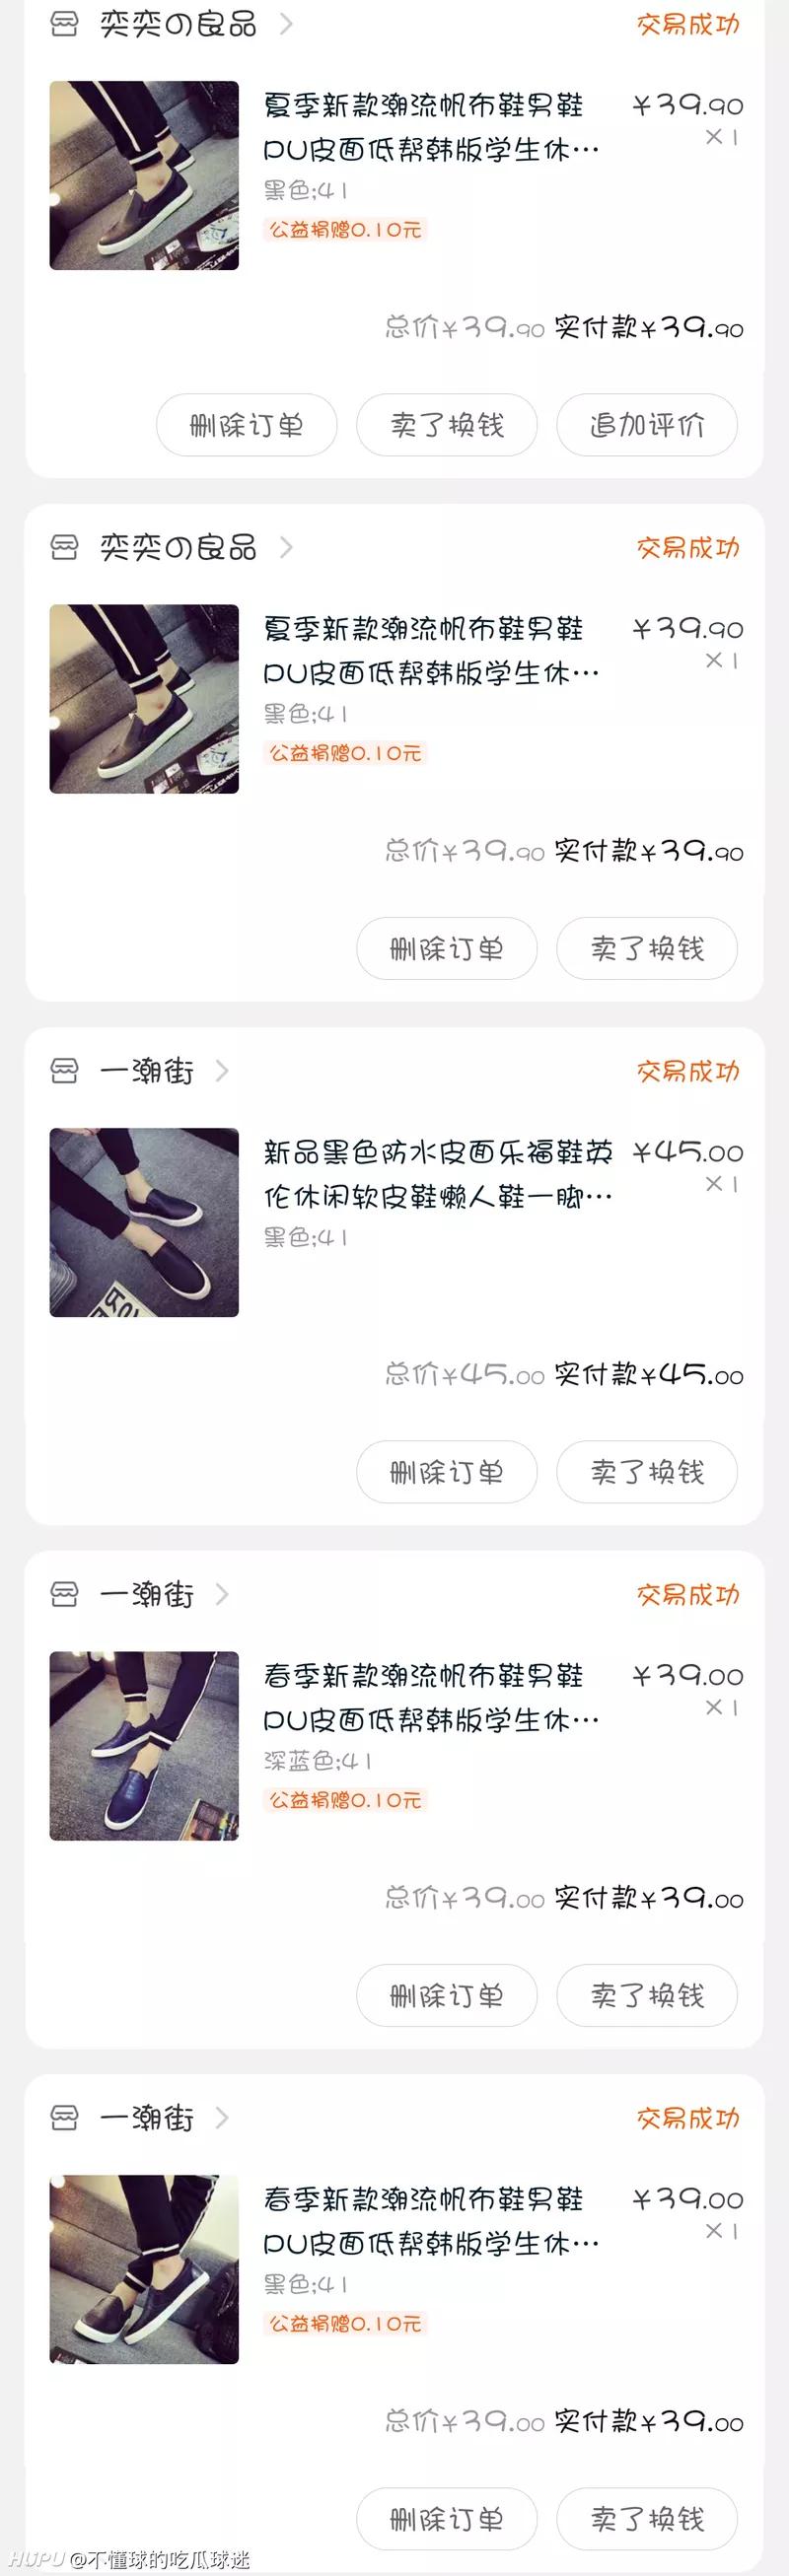 奕奕の良品
交易成功
夏季新款潮流帆布鞋男鞋
￥39.90
PU皮面低帮韩版学生休…
×1
黑色;41
公益捐赠0.10元
总价￥39.90 实付款￥39.90
删除订单 卖了换钱 追加评价
奕奕の良品
交易成功
夏季新款潮流帆布鞋男鞋
￥39.90
PU皮面低帮韩版学生休…
×1
黑色;41
公益捐赠0.10元
总价￥39.90 实付款￥39.90
删除订单 卖了换钱
一潮街
交易成功
新品黑色防水皮面乐福鞋英
￥45.00
伦休闲软皮鞋懒人鞋一脚…
×1
黑色;41
总价￥45.00 实付款￥45.00
删除订单 卖了换钱
一潮街
交易成功
春季新款潮流帆布鞋男鞋
￥39.00
PU皮面低帮韩版学生休…
×1
深蓝色;41
公益捐赠0.10元
总价￥39.00 实付款￥39.00
删除订单 卖了换钱
一潮街
交易成功
春季新款潮流帆布鞋男鞋
￥39.00
PU皮面低帮韩版学生休…
×1
黑色;41
公益捐赠0.10元
总价￥39.00 实付款￥39.00
删除订单 卖了换钱
HUPU @不懂球的吃瓜球迷